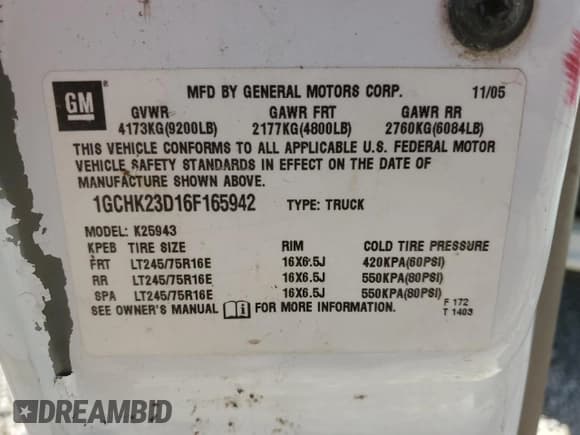 GM ®
MFD BY GENERAL MOTORS CORP. 11/05
GVWR GAWR FRT GAWR RR
4173KG(9200LB) 2177KG(4800LB) 2760KG(6084LB)
THIS VEHICLE CONFORMS TO ALL APPLICABLE U.S. FEDERAL MOTOR
VEHICLE SAFETY STANDARDS IN EFFECT ON THE DATE OF
MANUFACTURE SHOWN ABOVE.
1GCHK23D16F165942 TYPE: TRUCK
MODEL: K25943
KPEB TIRE SIZE RIM COLD TIRE PRESSURE
FRT LT245/75R16E 16X6.5J 420KPA(60PSI)
RR LT245/75R16E 16X6.5J 550KPA(80PSI)
SPA LT245/75R16E 16X6.5J 550KPA(80PSI)
SEE OWNER'S MANUAL i FOR MORE INFORMATION.
F 172
T 1403
DREAMBID